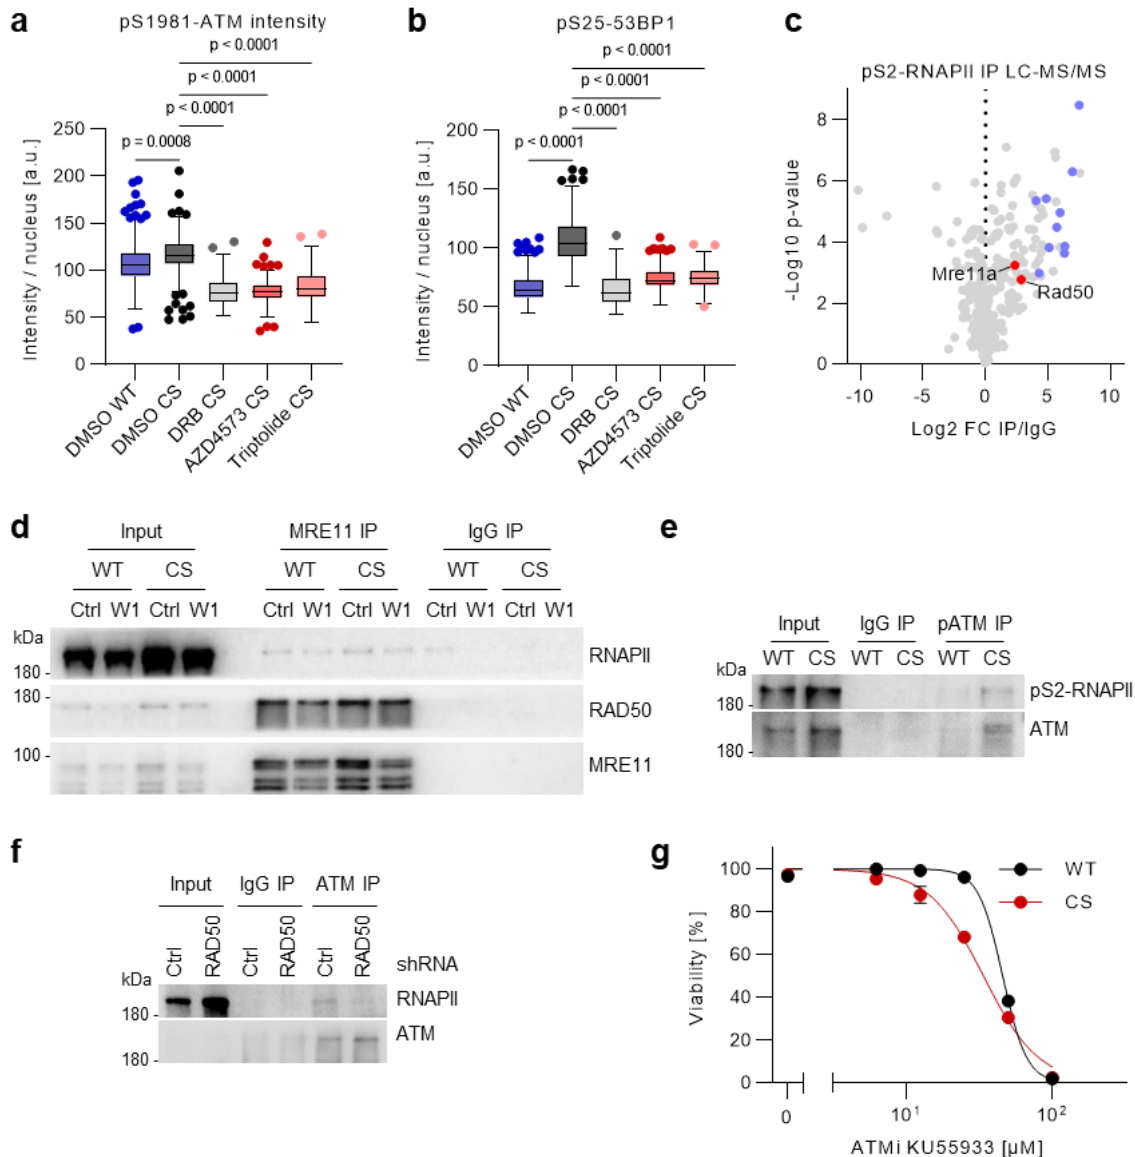 a
pS1981-ATM intensity
p < 0.0001
p < 0.0001
p < 0.0001
p = 0.0008
Intensity / nucleus [a.u.]
250
200
150
100
50
0
DMSO WT
DMSO CS
DRB CS
AZD4573 CS
Triptolide CS
b
pS25-53BP1
p < 0.0001
p < 0.0001
p < 0.0001
p < 0.0001
Intensity / nucleus [a.u.]
200
150
100
50
0
DMSO WT
DMSO CS
DRB CS
AZD4573 CS
Triptolide CS
c
pS2-RNAPII IP LC-MS/MS
-Log10 p-value
8
6
4
2
0
Mre11a
Rad50
-10 -5 0 5 10
Log2 FC IP/IgG
d
Input MRE11 IP IgG IP
WT CS WT CS WT CS
Ctrl W1 Ctrl W1 Ctrl W1 Ctrl W1 Ctrl W1 Ctrl W1
kDa
180 - RNAPII
180 - RAD50
100 - MRE11
e
Input IgG IP pATM IP
WT CS WT CS WT CS
kDa
180 - pS2-RNAPII
180 - ATM
f
Input IgG IP ATM IP
Ctrl RAD50 Ctrl RAD50 Ctrl RAD50 shRNA
kDa
180 - RNAPII
180 - ATM
g
Viability [%]
100
80
60
40
20
0
WT
CS
0 10¹ 10²
ATMi KU55933 [µM]